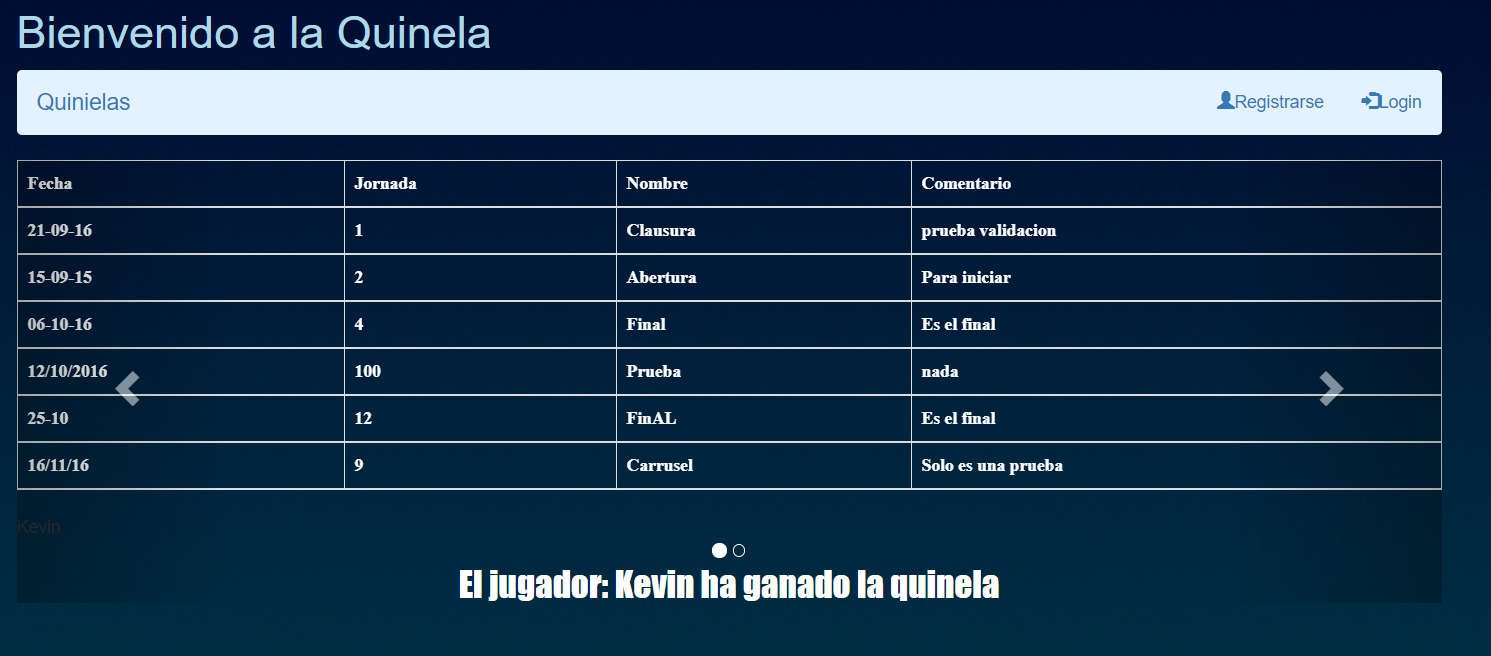 Bienvenido a la Quinela
Quinielas Registrarse Login
Fecha Jornada Nombre Comentario
21-09-16 1 Clausura prueba validacion
15-09-15 2 Abertura Para iniciar
06-10-16 4 Final Es el final
12/10/2016 100 Prueba nada
25-10 12 FinAL Es el final
16/11/16 9 Carrusel Solo es una prueba
Kevin
El jugador: Kevin ha ganado la quinela